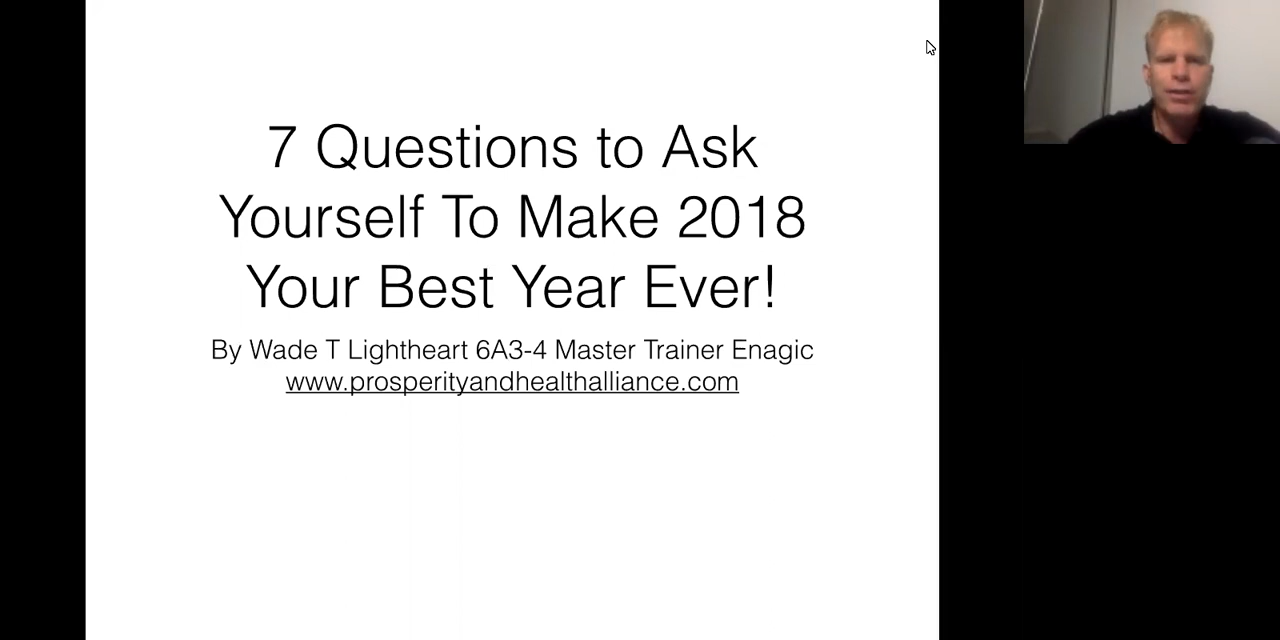 7 Questions to Ask
Yourself To Make 2018
Your Best Year Ever!
By Wade T Lightheart 6A3-4 Master Trainer Enagic
www.prosperityandhealthalliance.com